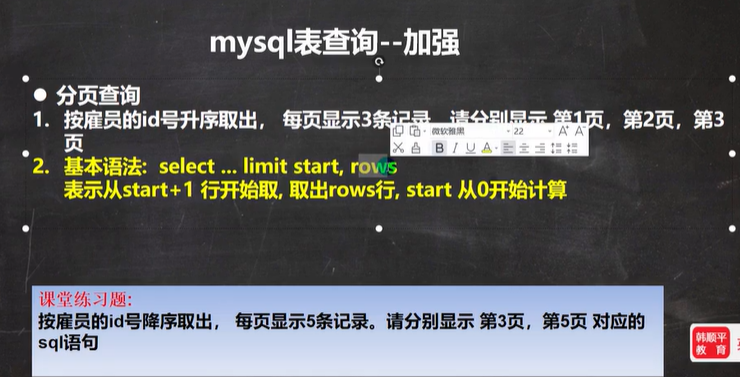 mysql表查询--加强
● 分页查询
1. 按雇员的id号升序取出， 每页显示3条记录，请分别显示 第1页，第2页，第3
页
微软雅黑 22 A A
B I U A
2. 基本语法: select ... limit start, rows
表示从start+1 行开始取, 取出rows行, start 从0开始计算
课堂练习题:
按雇员的id号降序取出， 每页显示5条记录。请分别显示 第3页，第5页 对应的
sql语句
韩顺平
教育